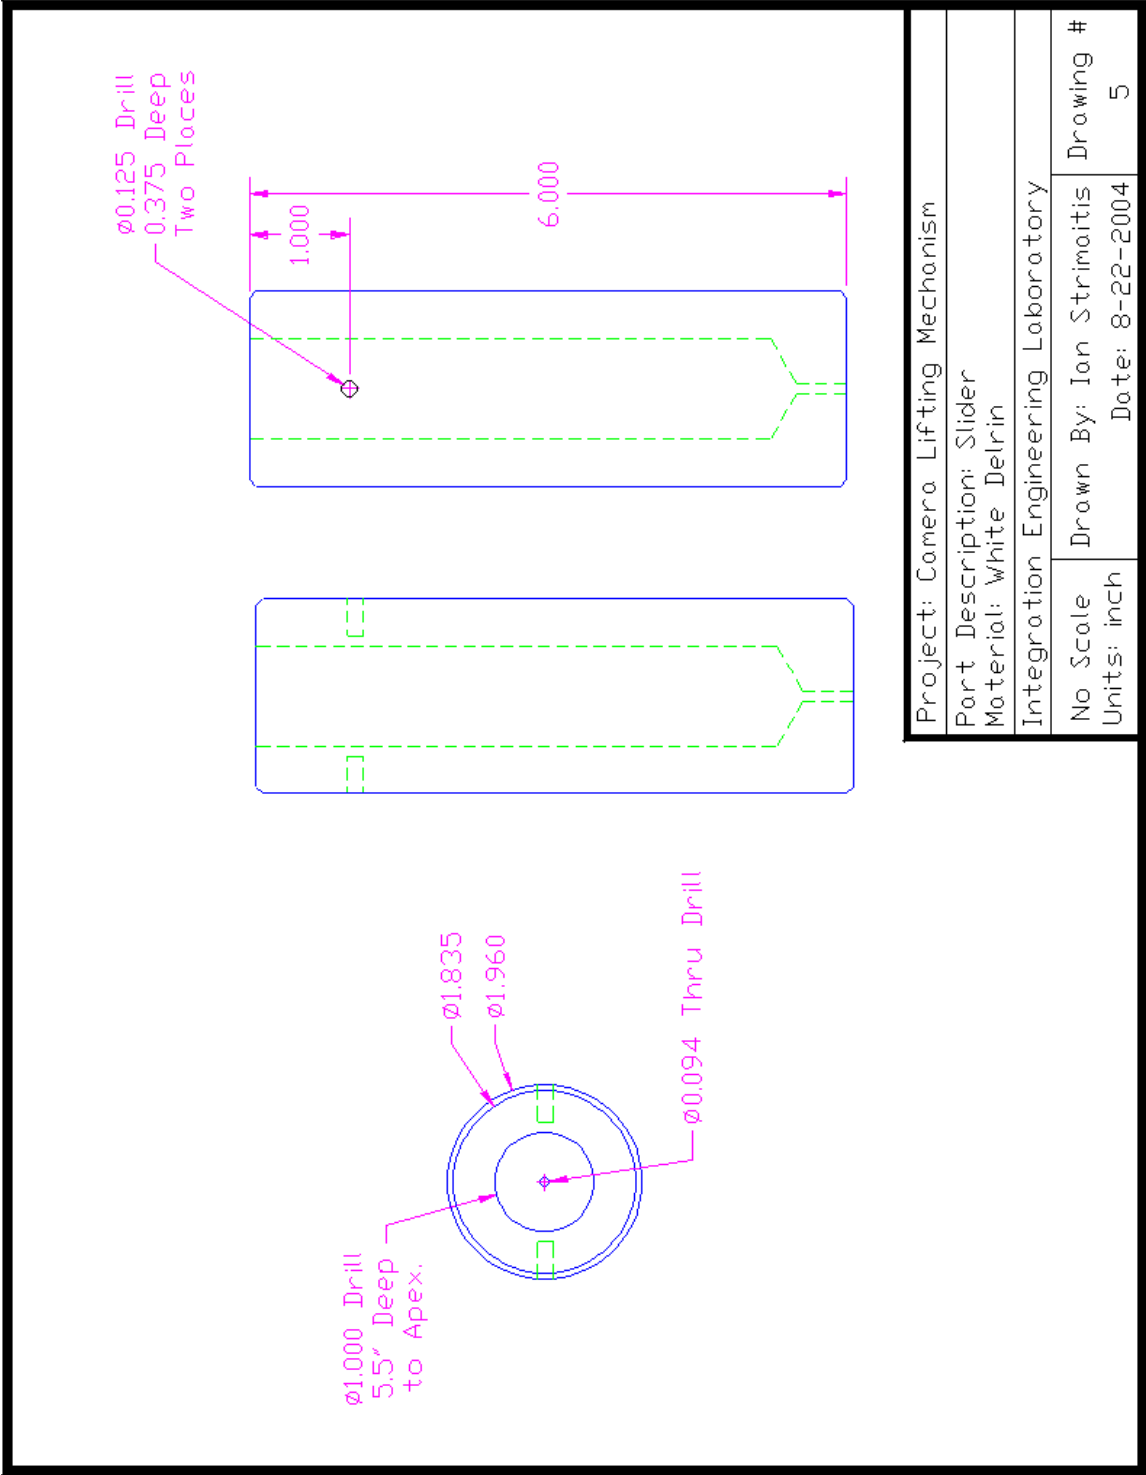 ø0.125 Drill
0.375 Deep
Two Places
1.000
6.000
ø1.835
ø1.960
ø0.094 Thru Drill
ø1.000 Drill
5.5" Deep
to Apex.
Project: Camera Lifting Mechanism
Part Description: Slider
Material: White Delrin
Integration Engineering Laboratory
No Scale
Units: inch
Drawn By: Ian Strimaitis
Date: 8-22-2004
Drawing #
5